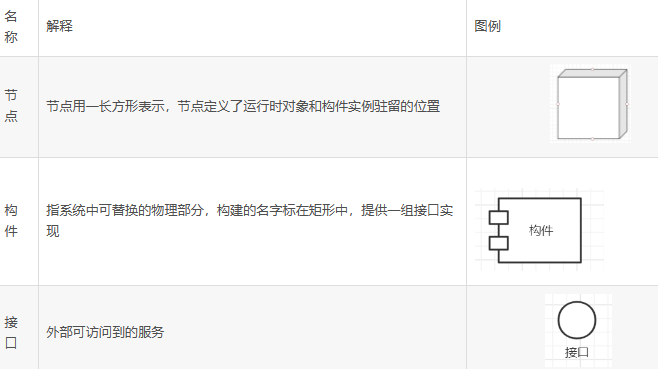 名
称
解释
图例
节
点
节点用一长方形表示，节点定义了运行时对象和构件实例驻留的位置
构
件
指系统中可替换的物理部分，构建的名字标在矩形中，提供一组接口实
现
构件
接
口
外部可访问到的服务
接口